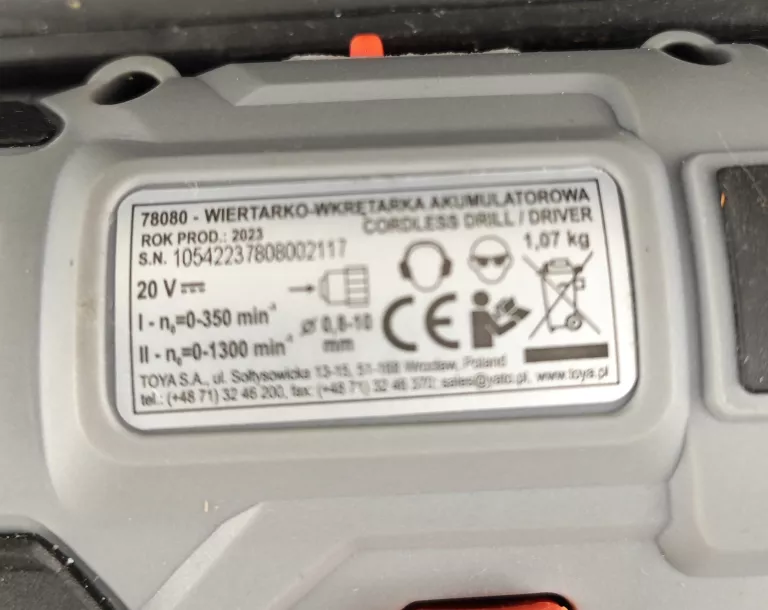 78080 - WIERTARKO-WKRĘTARKA AKUMULATOROWA
CORDLESS DRILL / DRIVER
ROK PROD.: 2023
S.N. 10542237808002117
1,07 kg
20 V
I - n₀=0-350 min⁻¹
ø 0,8-10
mm
II - n₀=0-1300 min⁻¹
CE
TOYA S.A., ul. Sołtysowicka 13-15, 51-168 Wrocław, Poland
tel.: (+48 71) 32 46 200, fax: (+48 71) 32 46 373; sales@yato.pl, www.toya.pl